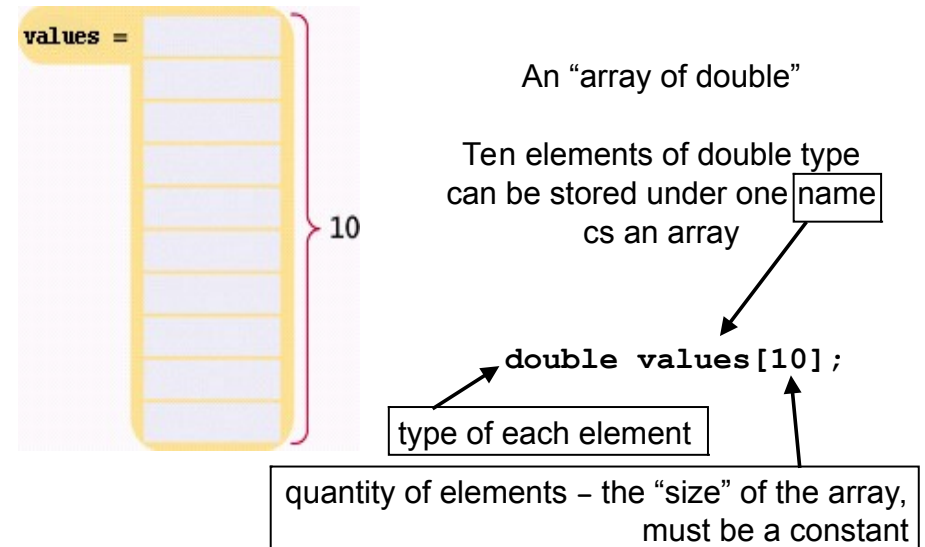 values =
10
An “array of double”
Ten elements of double type
can be stored under one name
cs an array
double values[10];
type of each element
quantity of elements – the “size” of the array,
must be a constant